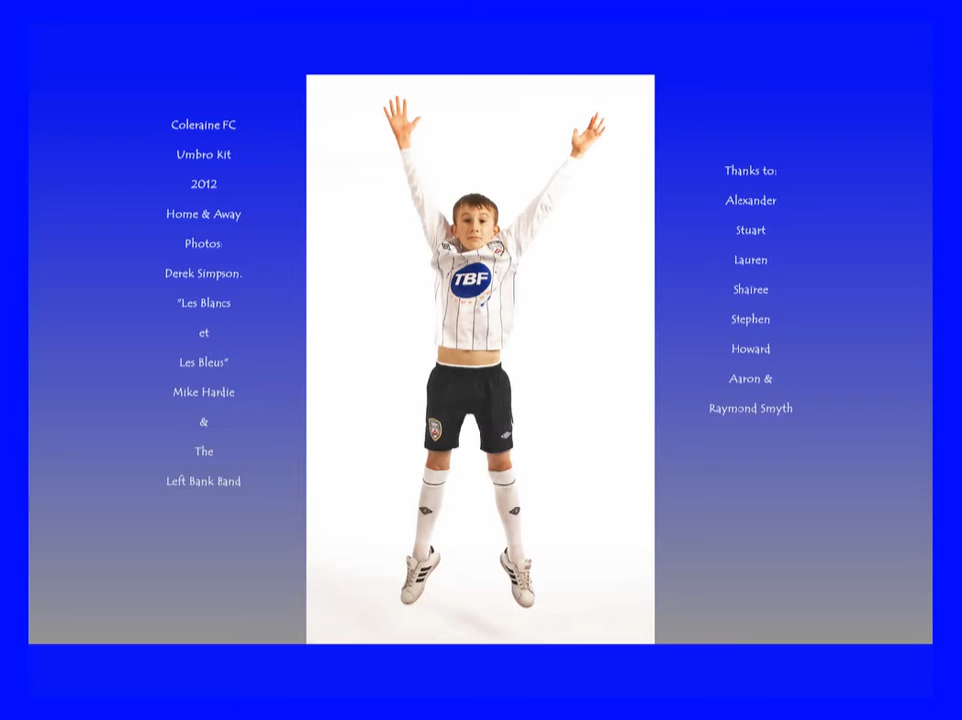 Coleraine FC
Umbro Kit
2012
Home & Away
Photos:
Derek Simpson.
"Les Blancs
et
Les Bleus"
Mike Hardie
&
The
Left Bank Band
TBF
Thanks to:
Alexander
Stuart
Lauren
Shairee
Stephen
Howard
Aaron &
Raymond Smyth